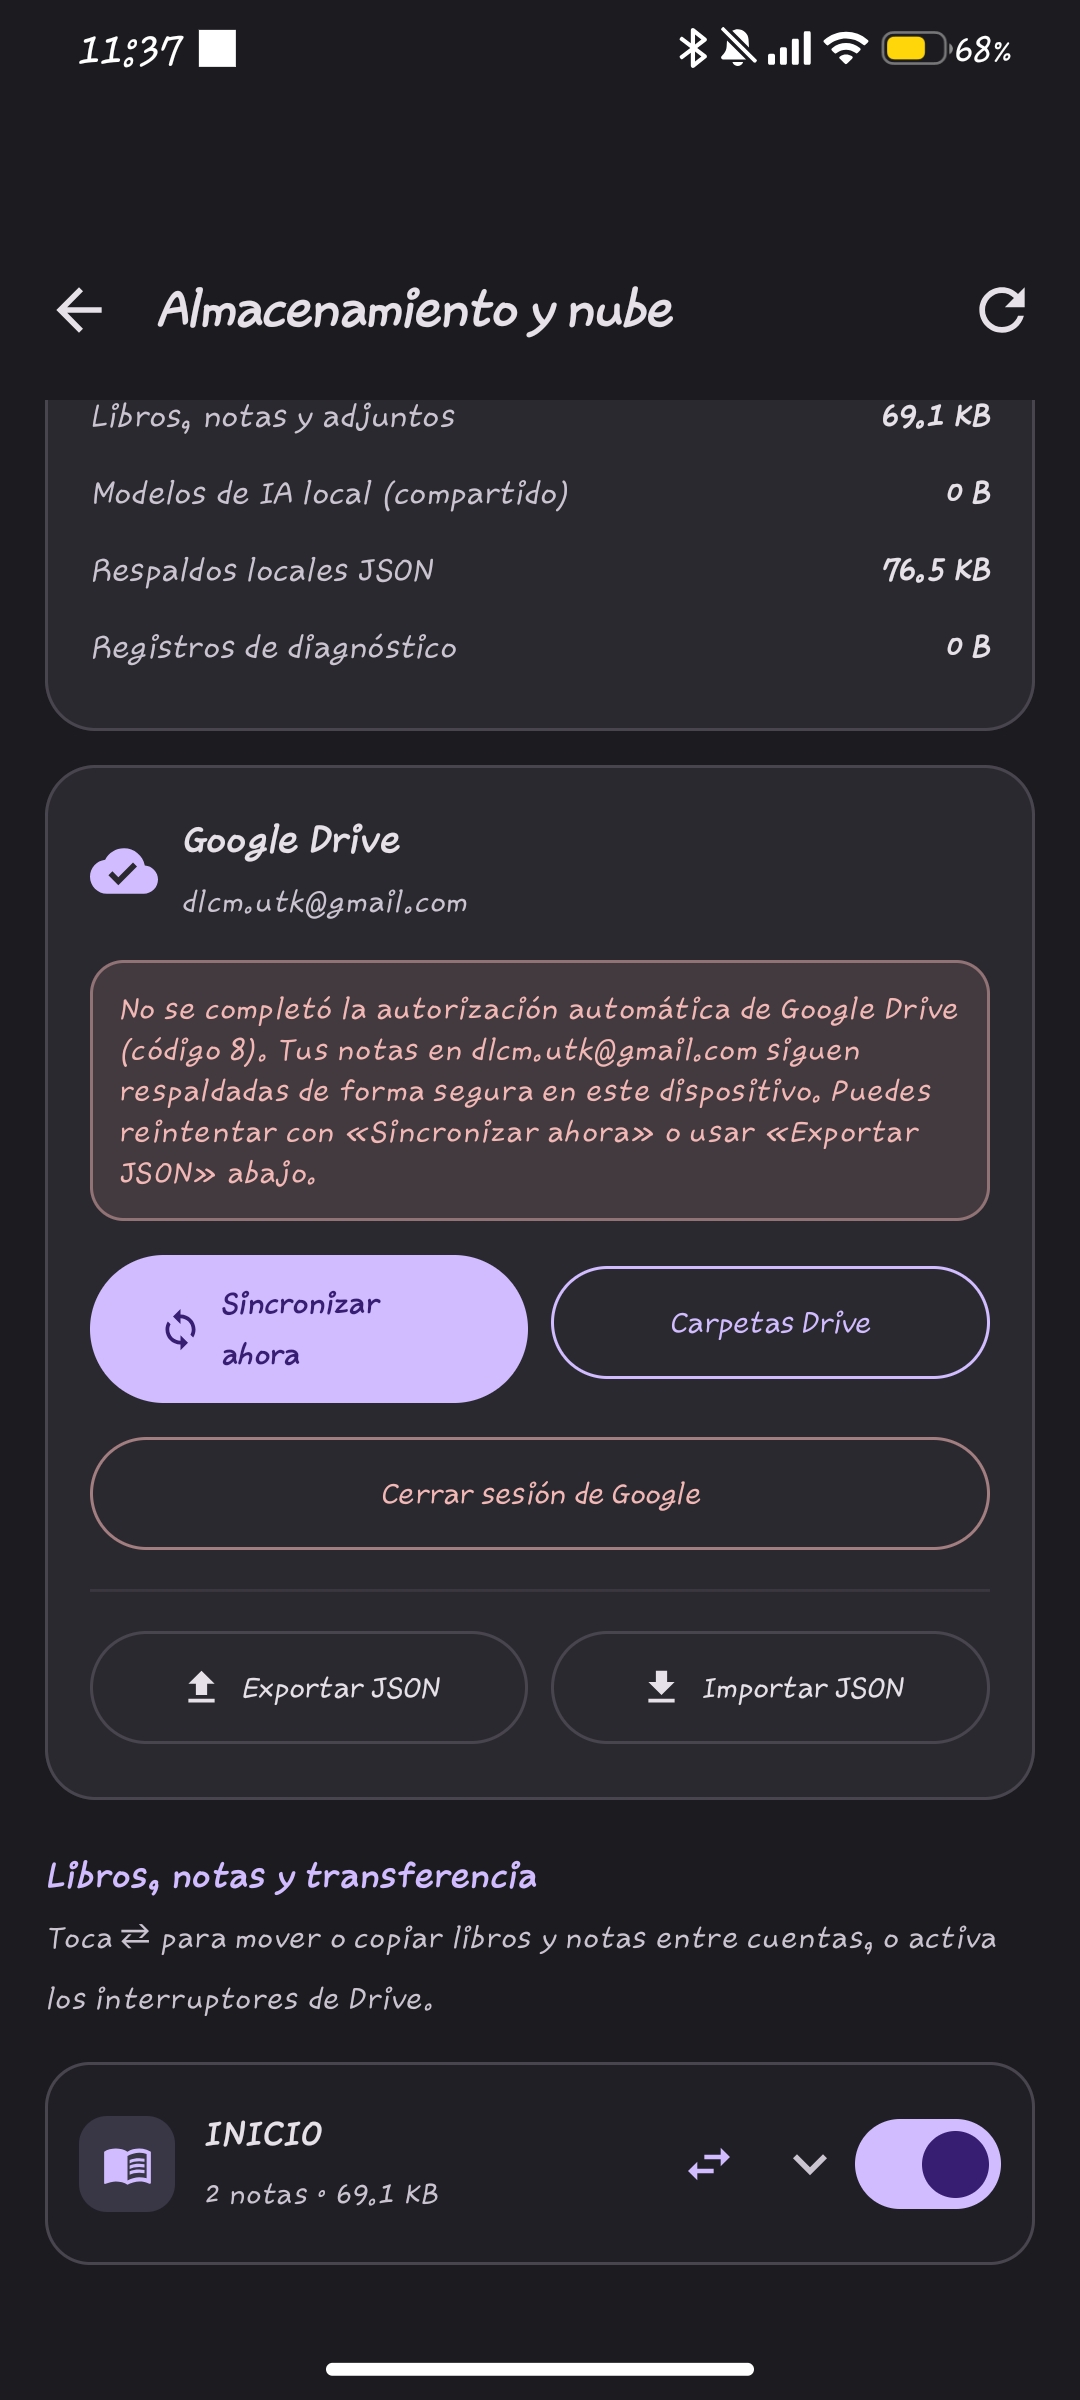 11:37
68%
Almacenamiento y nube
Libros, notas y adjuntos 69.1 KB
Modelos de IA local (compartido) 0 B
Respaldos locales JSON 76.5 KB
Registros de diagnóstico 0 B
Google Drive
dlcm.utk@gmail.com
No se completó la autorización automática de Google Drive
(código 8). Tus notas en dlcm.utk@gmail.com siguen
respaldadas de forma segura en este dispositivo. Puedes
reintentar con «Sincronizar ahora» o usar «Exportar
JSON» abajo.
Sincronizar
ahora
Carpetas Drive
Cerrar sesión de Google
Exportar JSON
Importar JSON
Libros, notas y transferencia
Toca ⇄ para mover o copiar libros y notas entre cuentas, o activa
los interruptores de Drive.
INICIO
2 notas • 69.1 KB